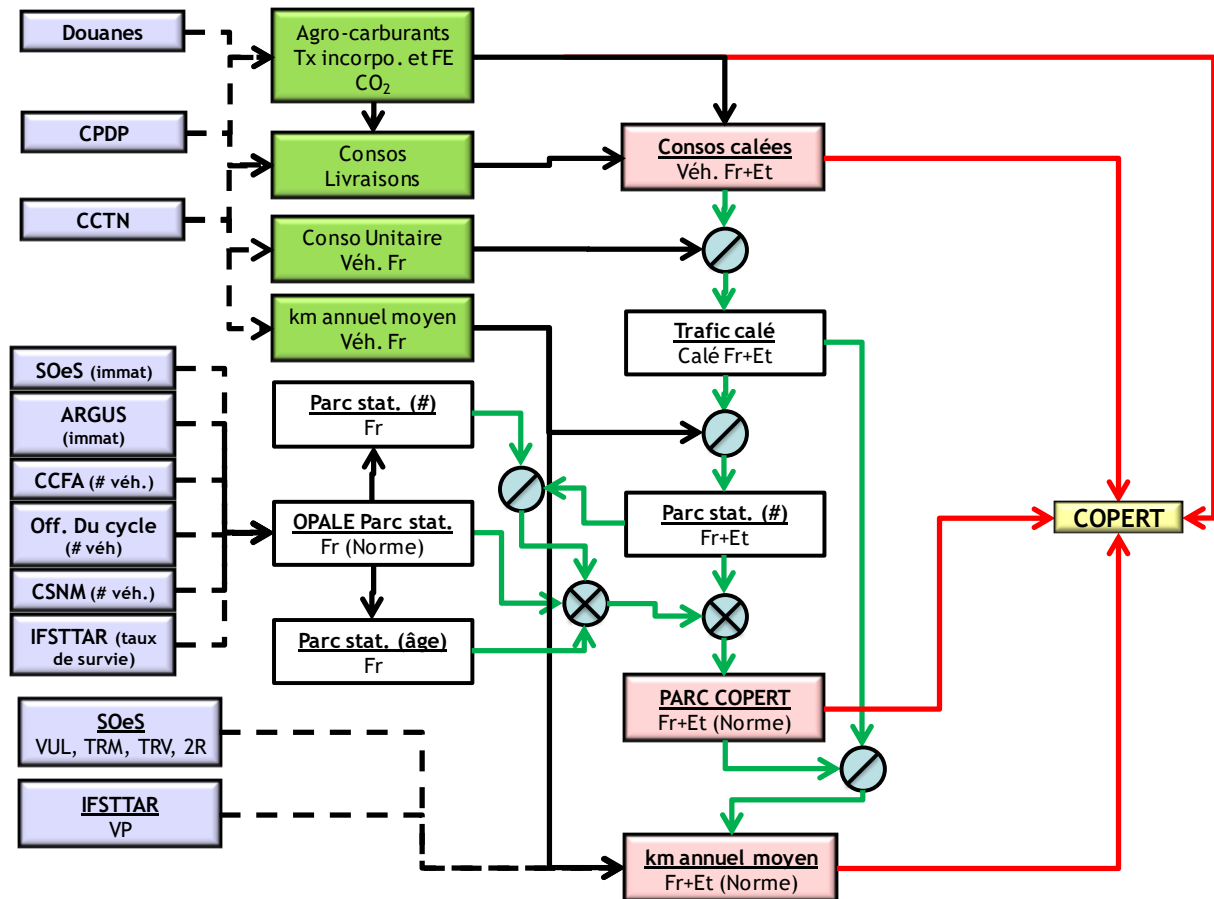 Douanes
CPDP
CCTN
SOeS (immat)
ARGUS
(immat)
CCFA (# véh.)
Off. Du cycle
(# véh)
CSNM (# véh.)
IFSTTAR (taux
de survie)
SOeS
VUL, TRM, TRV, 2R
IFSTTAR
VP
Agro-carburants
Tx incorpo. et FE
CO₂
Consos
Livraisons
Conso Unitaire
Véh. Fr
km annuel moyen
Véh. Fr
Parc stat. (#)
Fr
OPALE Parc stat.
Fr (Norme)
Parc stat. (âge)
Fr
Consos calées
Véh. Fr+Et
Trafic calé
Calé Fr+Et
Parc stat. (#)
Fr+Et
PARC COPERT
Fr+Et (Norme)
km annuel moyen
Fr+Et (Norme)
COPERT